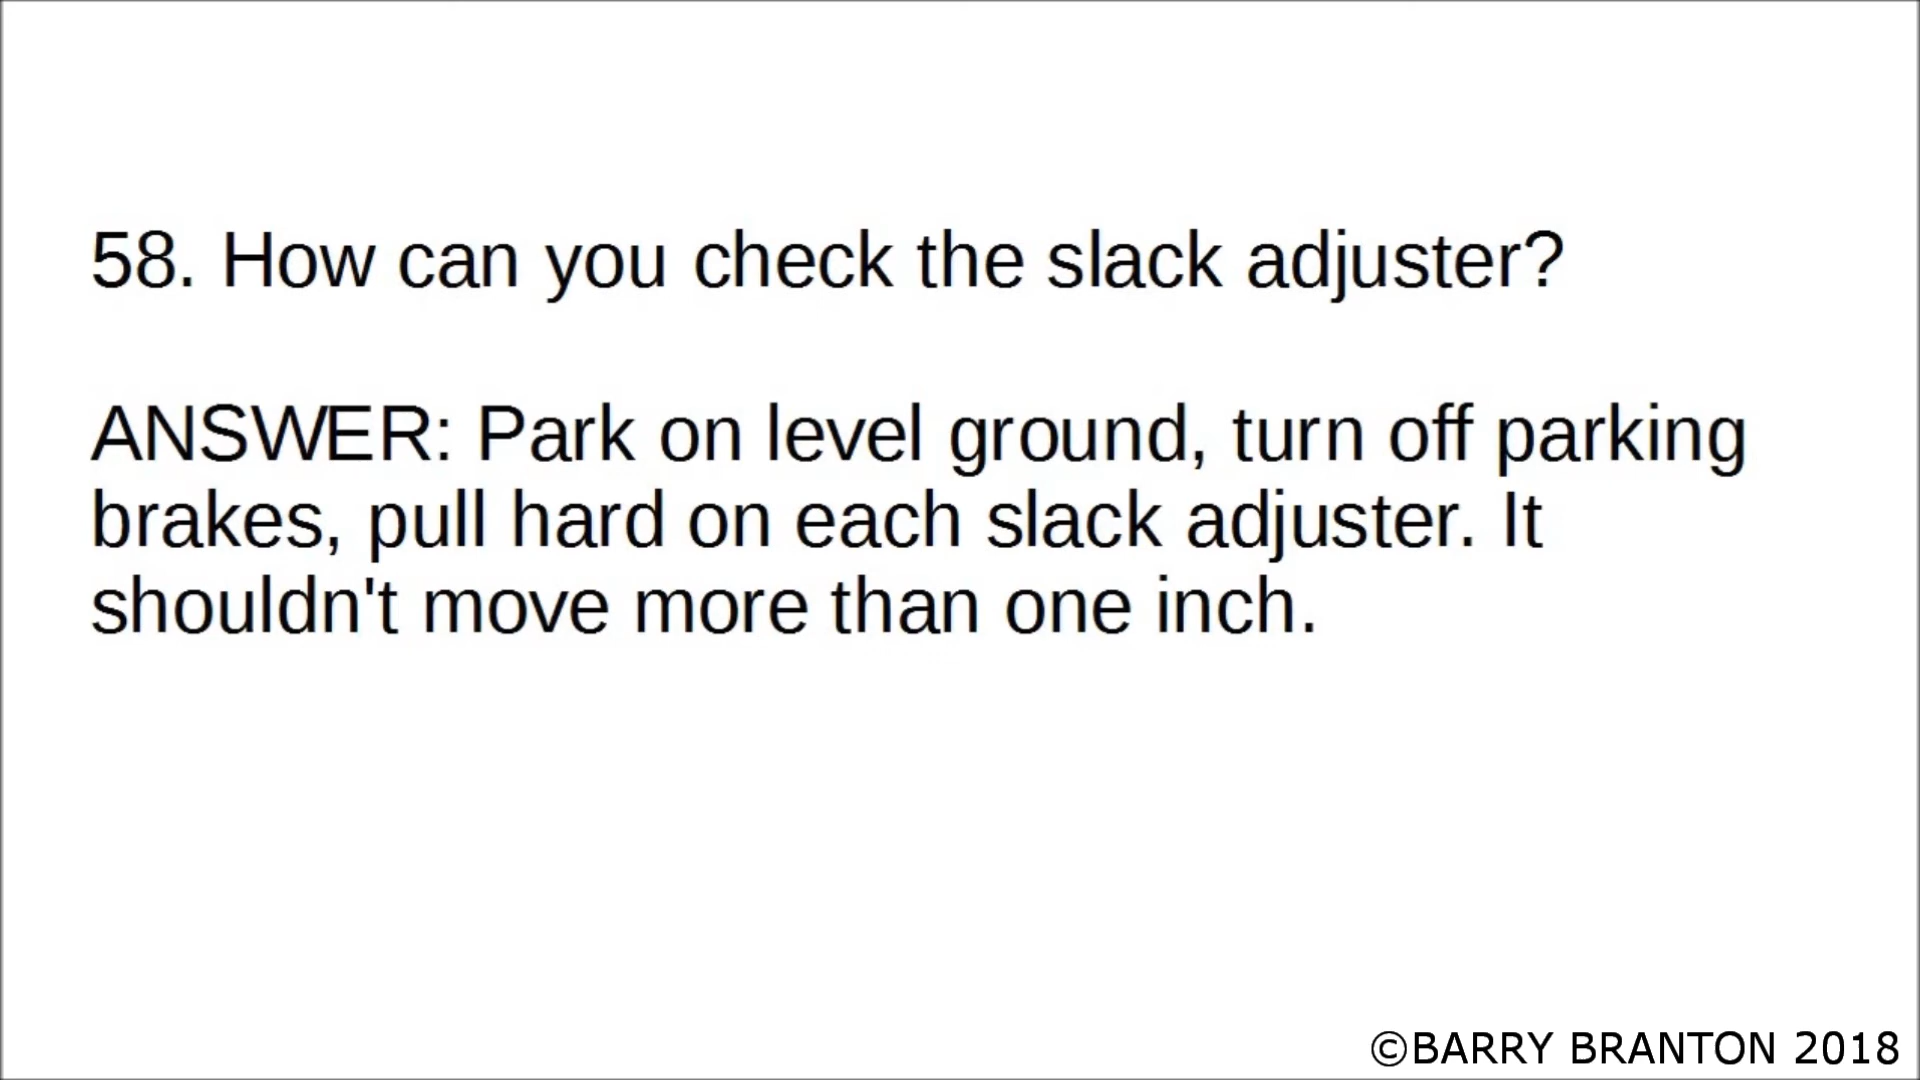 58. How can you check the slack adjuster?
ANSWER: Park on level ground, turn off parking
brakes, pull hard on each slack adjuster. It
shouldn't move more than one inch.
©BARRY BRANTON 2018